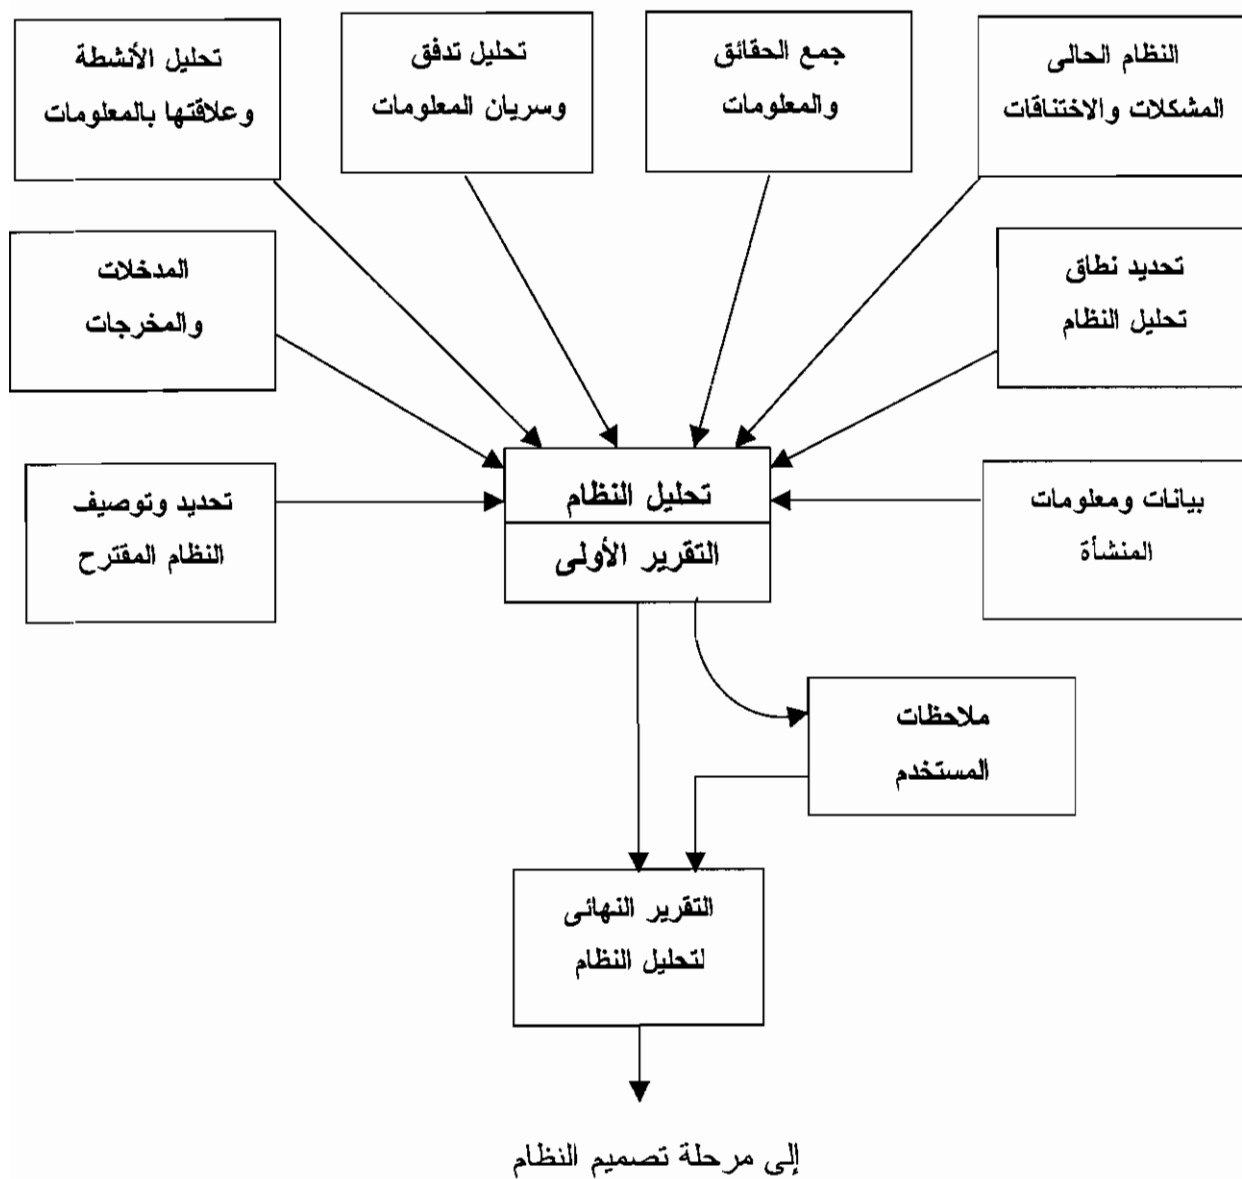 النظام الحالى
المشكلات والاختناقات
جمع الحقائق
والمعلومات
تحليل تدفق
وسريان المعلومات
تحليل الأنشطة
وعلاقتها بالمعلومات
تحديد نطاق
تحليل النظام
المدخلات
والمخرجات
بيانات ومعلومات
المنشأة
تحليل النظام
التقرير الأولى
تحديد وتوصيف
النظام المقترح
ملاحظات
المستخدم
التقرير النهائى
لتحليل النظام
إلى مرحلة تصميم النظام